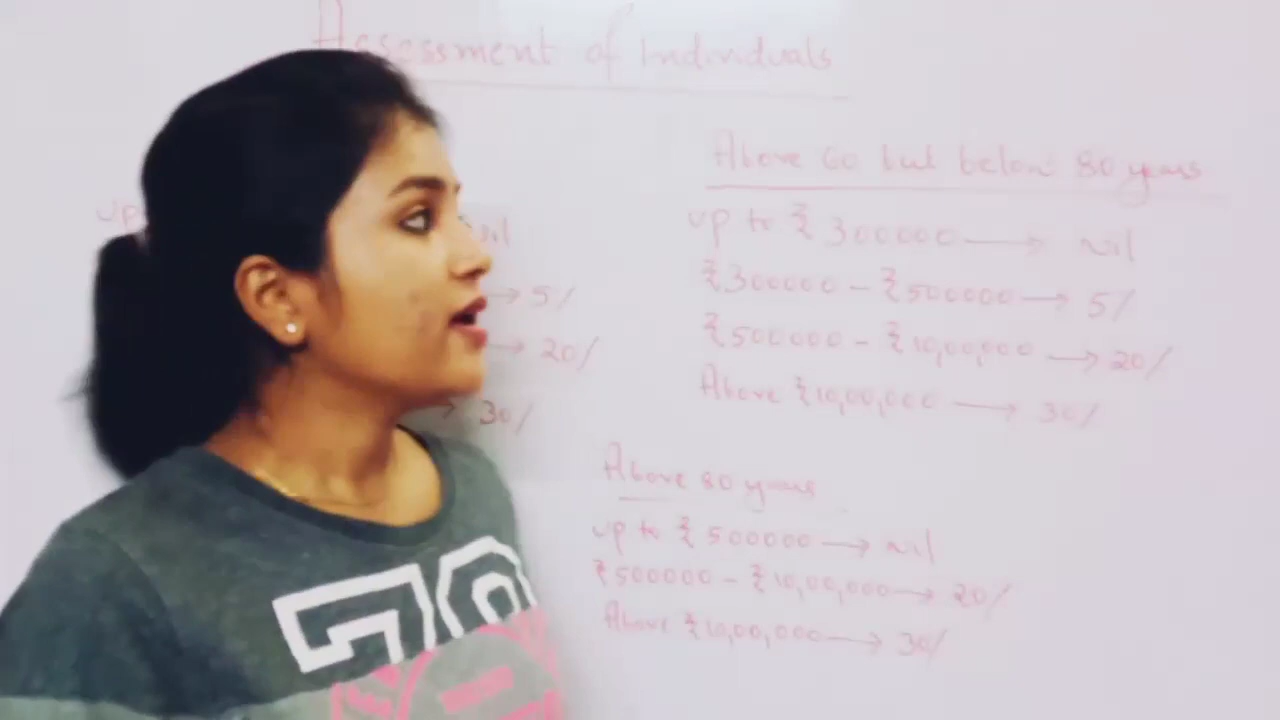 Assessment of Individuals
up
nil
→ 5%
→ 20%
→ 30%
Above 60 but below 80 years
up to ₹ 300000 → nil
₹300000 - ₹500000 → 5%
₹500000 - ₹10,00,000 → 20%
Above ₹10,00,000 → 30%
Above 80 years
up to ₹ 500000 → nil
₹500000 - ₹10,00,000 → 20%
Above ₹10,00,000 → 30%